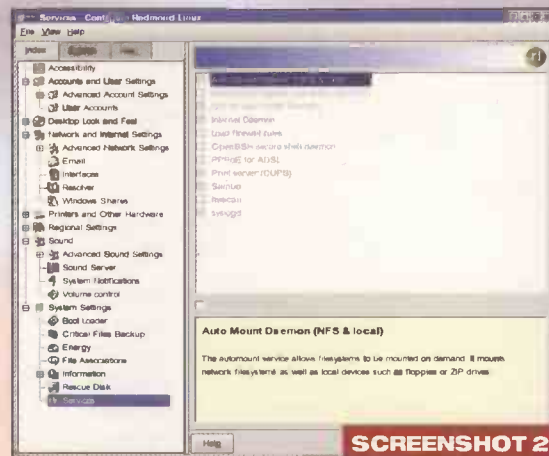 Services - Redmond Linux
File View Help
Index
Accessibility
Accounts and User Settings
Advanced Account Settings
User Accounts
Desktop Look and Feel
Network and Internet Settings
Advanced Network Settings
Email
Interfaces
Resolver
Windows Shares
Printers and Other Hardware
Regional Settings
Sound
Advanced Sound Settings
Sound Server
System Notifications
Volume control
System Settings
Boot Loader
Critical Files Backup
Energy
File Associations
Information
Rescue Disk
Services
rl
Internet Daemon
Load firewall rules
OpenSSH secure shell daemon
PPPoE for ADSL
Print server (CUPS)
Samba
syslogd
Auto Mount Daemon (NFS & local)
The automount service allows filesystems to be mounted on demand. It mounts
network filesystems as well as local devices such as floppies or ZIP drives
Help
SCREENSHOT 2